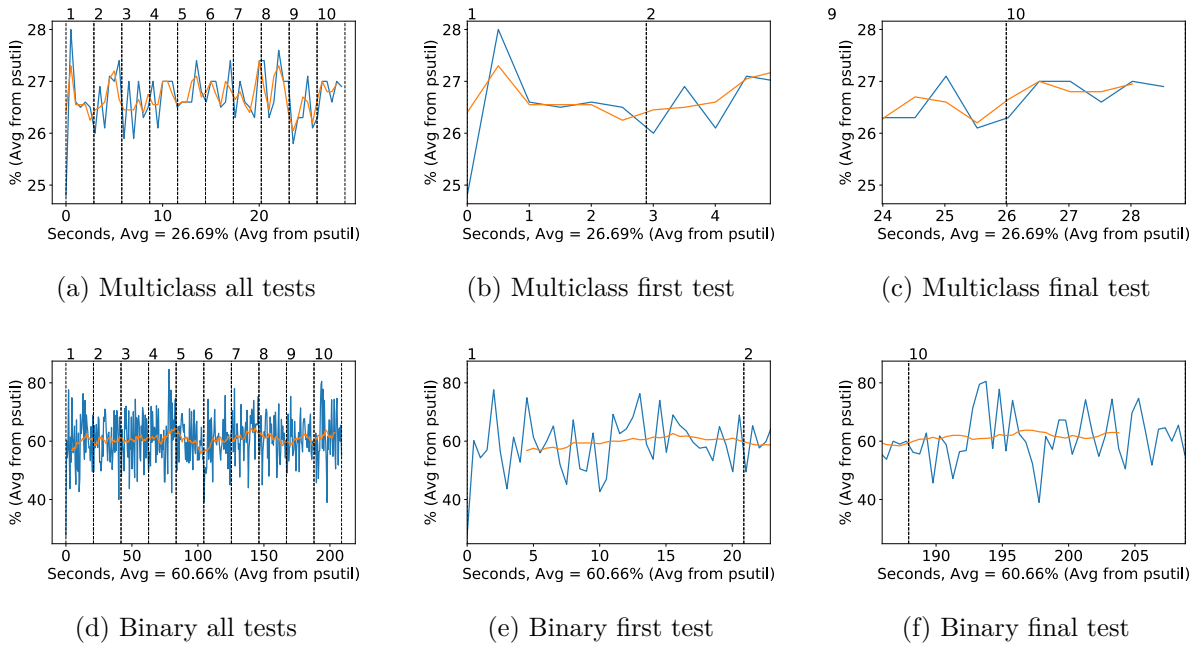 1 2 3 4 5 6 7 8 9 10
28
27
26
25
% (Avg from psutil)
0 10 20
Seconds, Avg = 26.69% (Avg from psutil)
(a) Multiclass all tests
1 2
28
27
26
25
% (Avg from psutil)
0 1 2 3 4
Seconds, Avg = 26.69% (Avg from psutil)
(b) Multiclass first test
9 10
28
27
26
25
% (Avg from psutil)
24 25 26 27 28
Seconds, Avg = 26.69% (Avg from psutil)
(c) Multiclass final test
1 2 3 4 5 6 7 8 9 10
80
60
40
% (Avg from psutil)
0 50 100 150 200
Seconds, Avg = 60.66% (Avg from psutil)
(d) Binary all tests
1 2
80
60
40
% (Avg from psutil)
0 5 10 15 20
Seconds, Avg = 60.66% (Avg from psutil)
(e) Binary first test
10
80
60
40
% (Avg from psutil)
190 195 200 205
Seconds, Avg = 60.66% (Avg from psutil)
(f) Binary final test